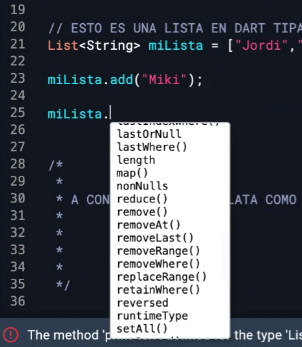 19
20 // ESTO ES UNA LISTA EN DART TIPA
21 List<String> miLista = ["Jordi","
22
23 miLista.add("Miki");
24
25 miLista.
26 lastOrNull
27 lastWhere()
length
28 /*
map()
29 *
nonNulls
30 * A CON reduce() LATA COMO
31 *
remove()
removeAt()
32 *
removeLast()
33 *
removeRange()
34 *
removeWhere()
replaceRange()
35 */
retainWhere()
36
reversed
runtimeType
setAll()
The method 'p the type 'Lis